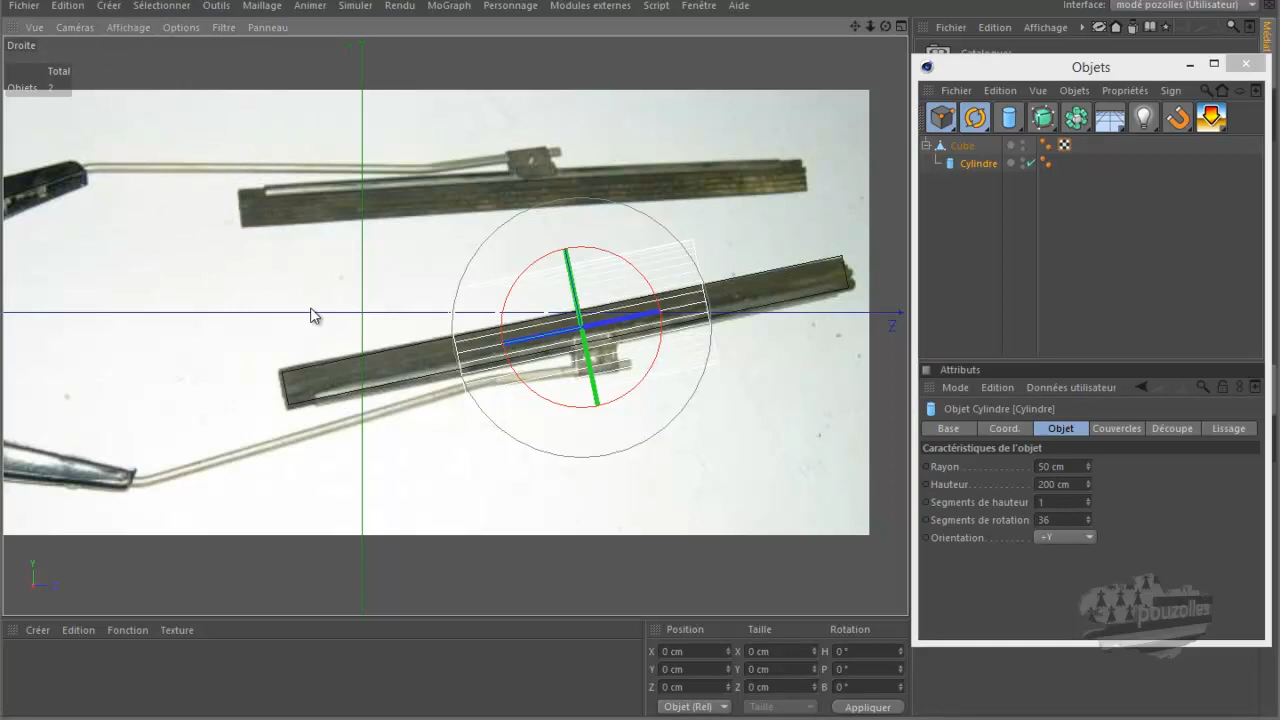 Fichier Edition Créer Sélectionner Outils Maillage Animer Simuler Rendu MoGraph Personnage Modules externes Script Fenêtre Aide
Interface: modé pozolles (Utilisateur)
Vue Caméras Affichage Options Filtre Panneau
Fichier Edition Affichage
Médiat
Droite
Total
Objets 2
Objets
Fichier Edition Vue Objets Propriétés Sign
Cube
Cylindre
Z
Attributs
Mode Edition Données utilisateur
Objet Cylindre [Cylindre]
Base Coord. Objet Couvercles Découpe Lissage
Caractéristiques de l'objet
Rayon 50 cm
Hauteur 200 cm
Segments de hauteur 1
Segments de rotation 36
Orientation +Y
Y
pouzolles
Créer Edition Fonction Texture
Position Taille Rotation
X 0 cm X 0 cm H 0 °
Y 0 cm Y 0 cm P 0 °
Z 0 cm Z 0 cm B 0 °
Objet (Rel) Taille Appliquer